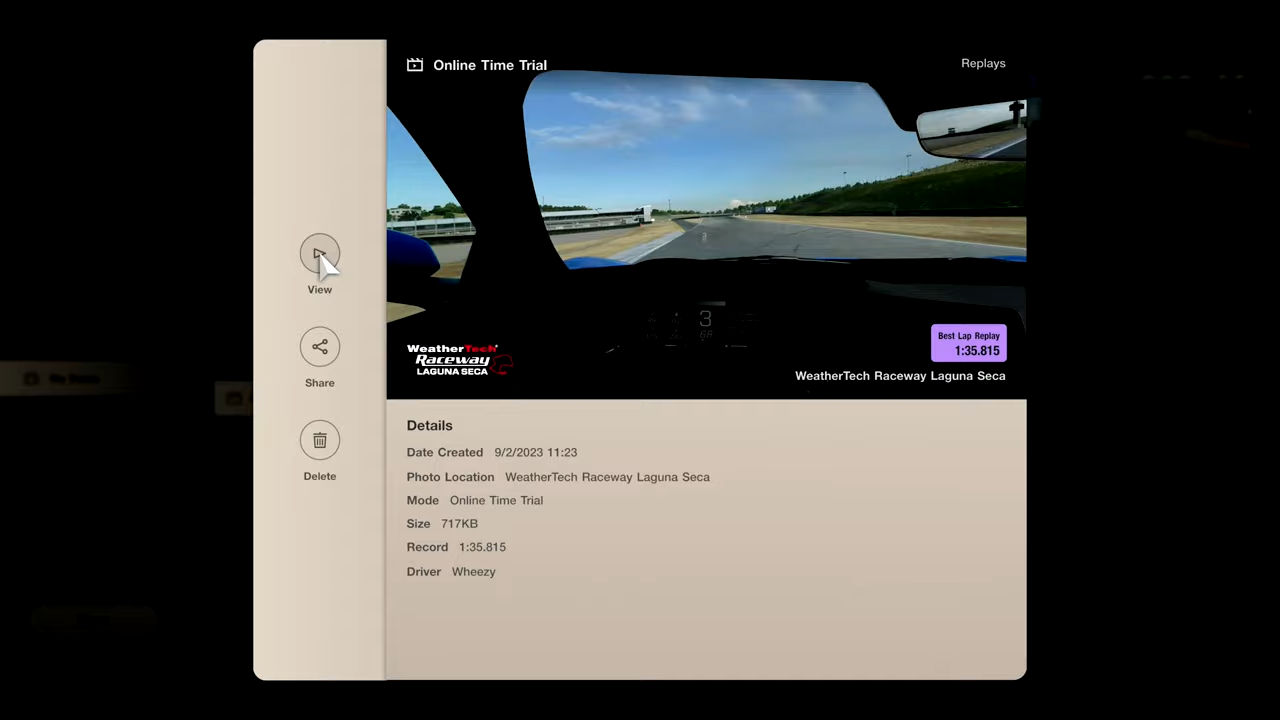 Online Time Trial
Replays
View
Share
Delete
3
WeatherTech
Raceway
LAGUNA SECA
Best Lap Replay
1:35.815
WeatherTech Raceway Laguna Seca
Details
Date Created 9/2/2023 11:23
Photo Location WeatherTech Raceway Laguna Seca
Mode Online Time Trial
Size 717KB
Record 1:35.815
Driver Wheezy